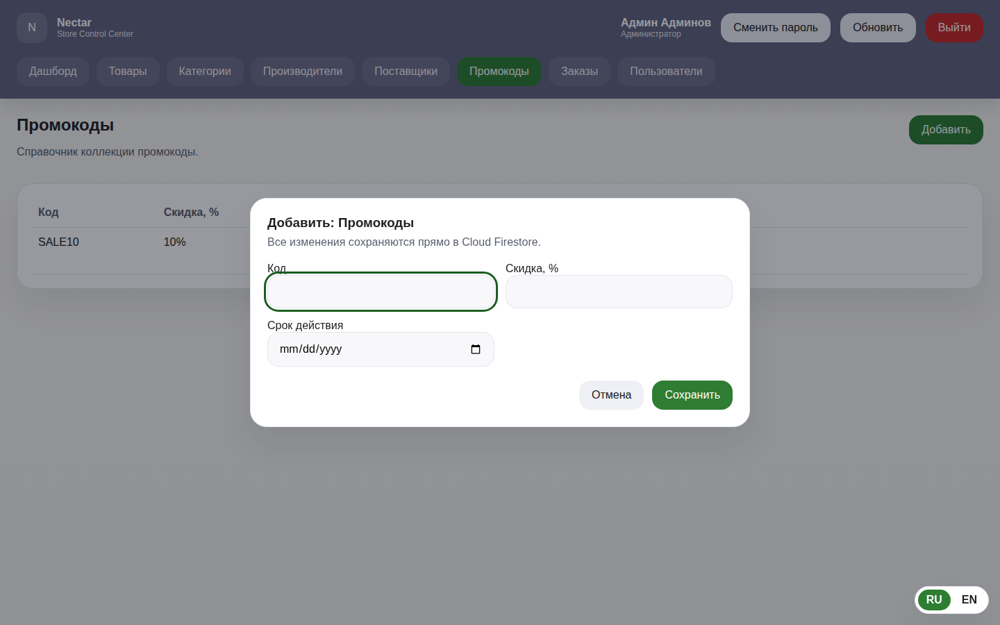 N
Nectar
Store Control Center
Админ Админов
Администратор
Сменить пароль
Обновить
Выйти
Дашборд
Товары
Категории
Производители
Поставщики
Промокоды
Заказы
Пользователи
Промокоды
Справочник коллекции промокоды.
Добавить
Код
Скидка, %
SALE10
10%
Добавить: Промокоды
Все изменения сохраняются прямо в Cloud Firestore.
Код
Скидка, %
Срок действия
mm/dd/yyyy
Отмена
Сохранить
RU
EN